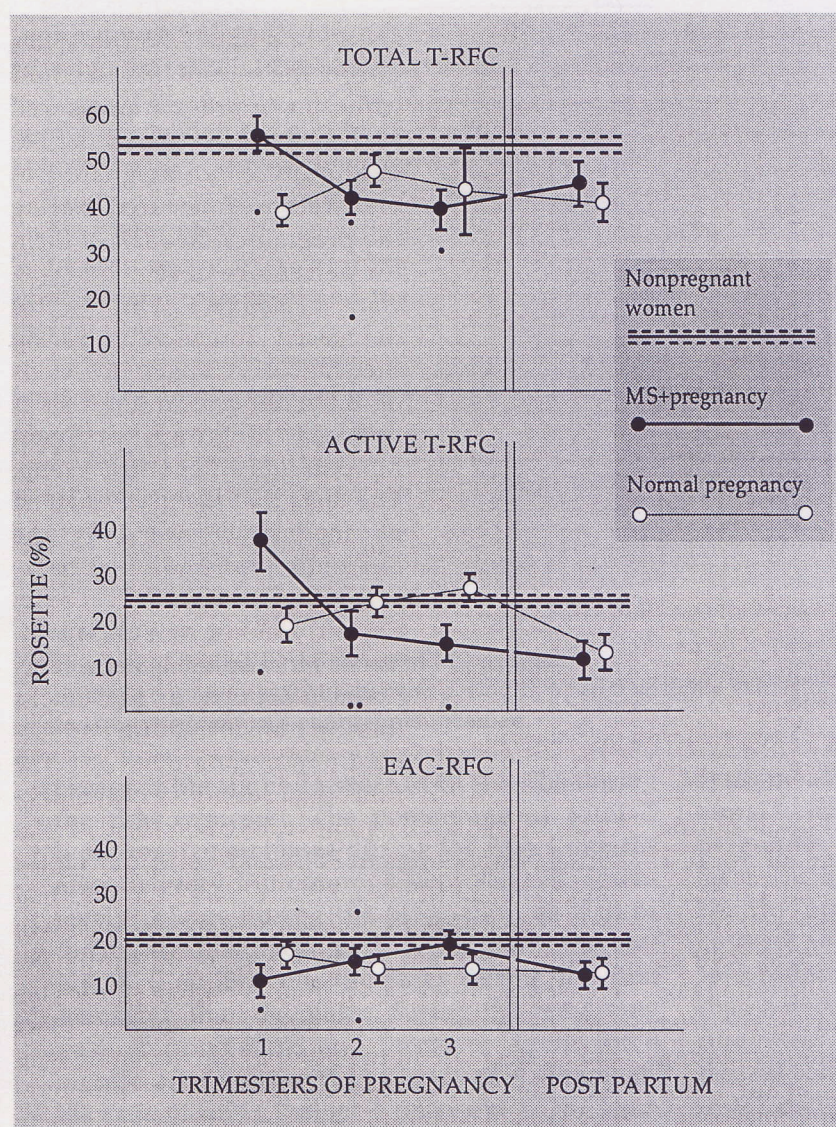 TOTAL T-RFC
60
50
40
30
20
10
Nonpregnant
women
MS+pregnancy
Normal pregnancy
ACTIVE T-RFC
40
30
20
10
ROSETTE (%)
EAC-RFC
40
30
20
10
1 2 3
TRIMESTERS OF PREGNANCY POST PARTUM